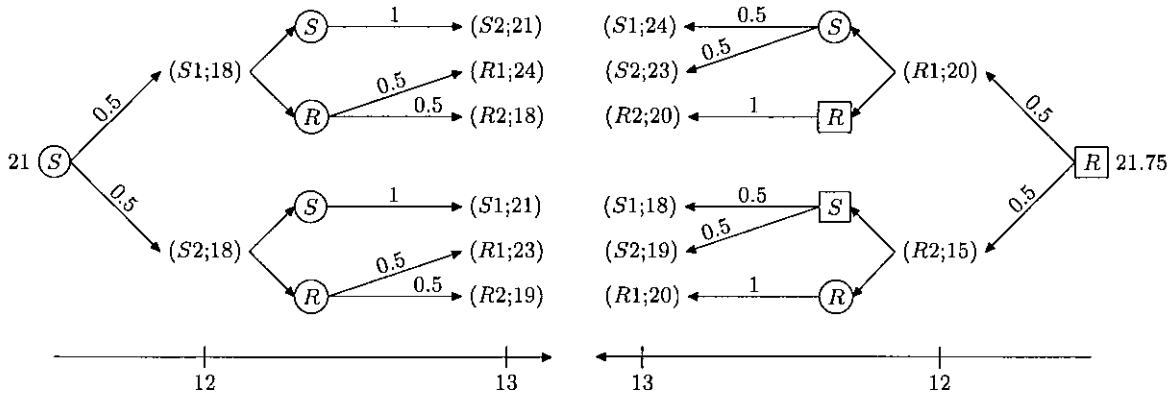 S 1 (S2;21) (S1;24) 0.5 S
(S1;18) 0.5 (R1;24) (S2;23) 0.5 (R1;20)
0.5 R 0.5 (R2;18) (R2;20) 1 R 0.5
21 S R 21.75
0.5 S 1 (S1;21) (S1;18) 0.5 S 0.5
(S2;18) 0.5 (R1;23) (S2;19) 0.5 (R2;15)
R 0.5 (R2;19) (R1;20) 1 R
12 13 13 12